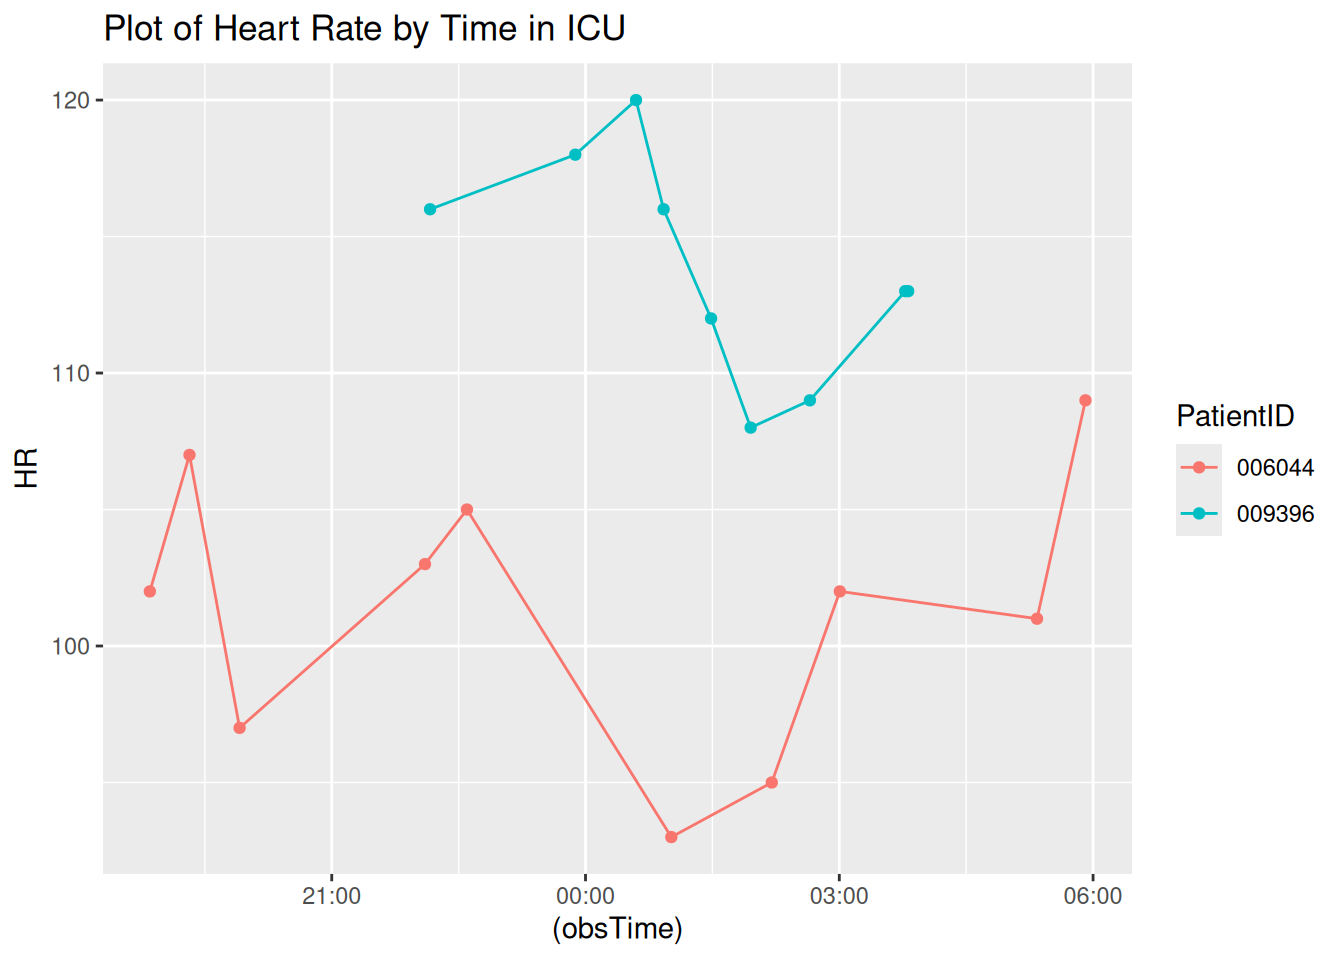 Plot of Heart Rate by Time in ICU
120
110
100
HR
21:00 00:00 03:00 06:00
(obsTime)
PatientID
006044
009396